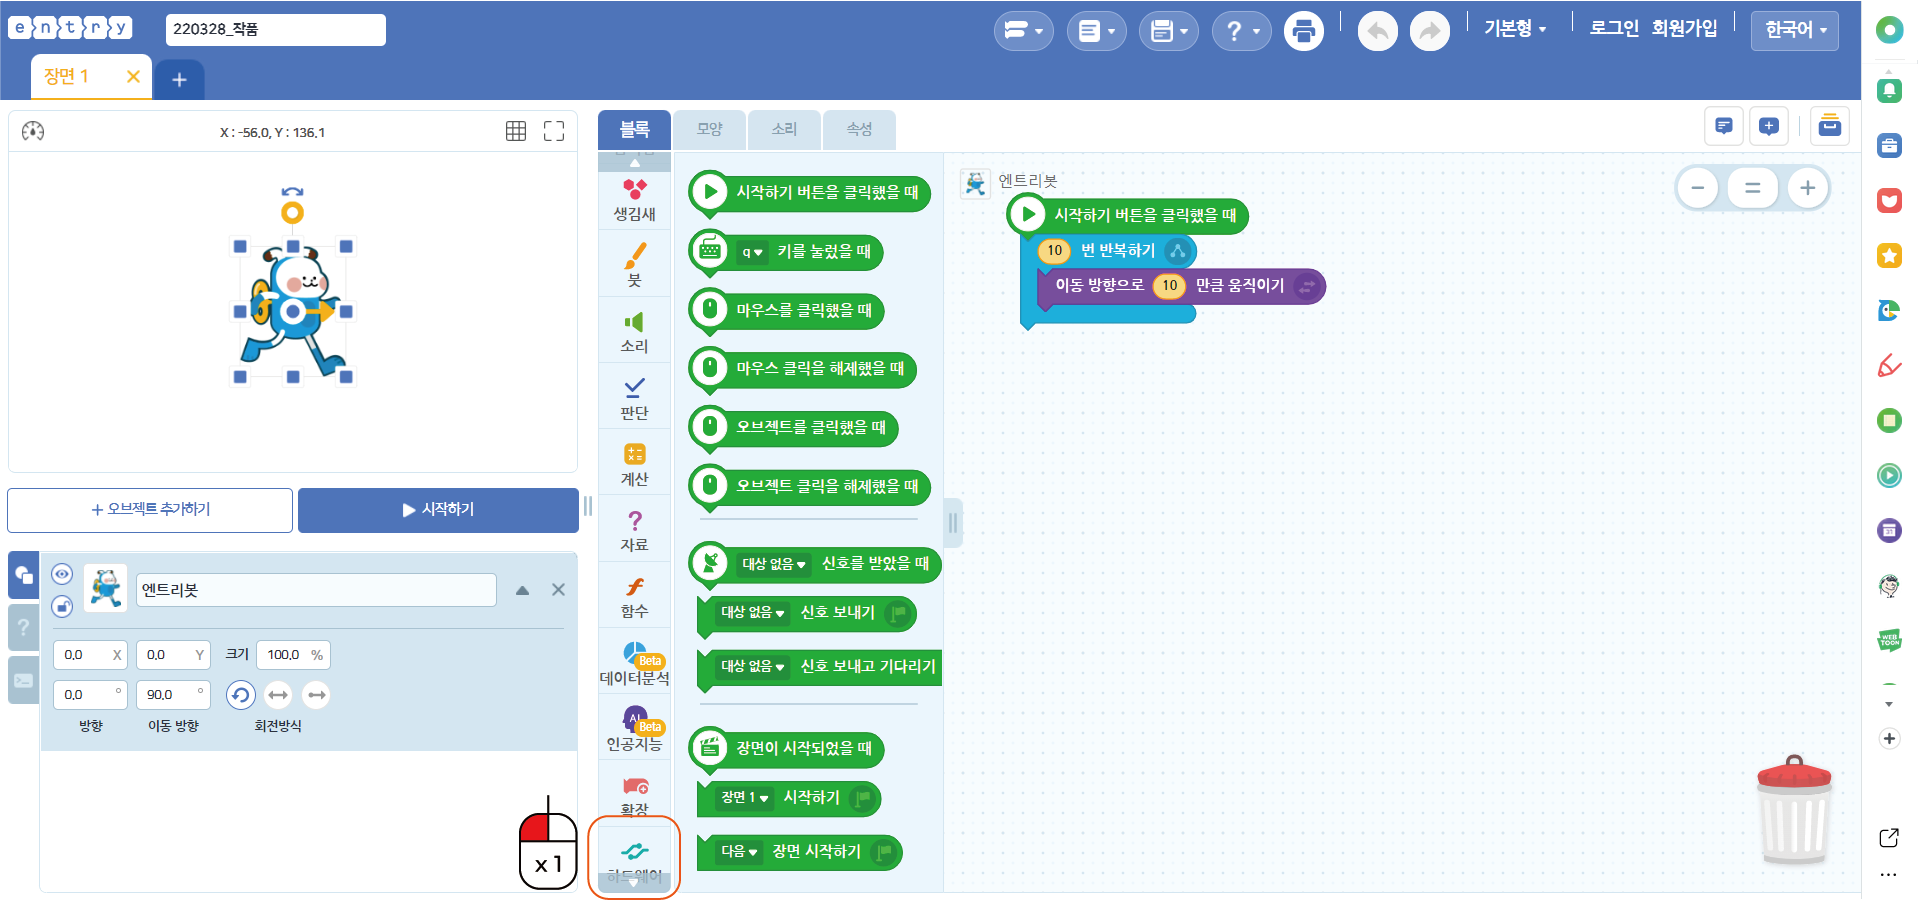 entry
220328_작품
기본형
로그인 회원가입
한국어
장면 1
X : -56.0, Y : 136.1
블록
모양
소리
속성
생김새
붓
소리
판단
계산
자료
함수
Beta
데이터분석
AI
Beta
인공지능
확장
하드웨어
시작하기 버튼을 클릭했을 때
q 키를 눌렀을 때
마우스를 클릭했을 때
마우스 클릭을 해제했을 때
오브젝트를 클릭했을 때
오브젝트 클릭을 해제했을 때
대상 없음 신호를 받았을 때
대상 없음 신호 보내기
대상 없음 신호 보내고 기다리기
장면이 시작되었을 때
장면 1 시작하기
다음 장면 시작하기
엔트리봇
시작하기 버튼을 클릭했을 때
10 번 반복하기
이동 방향으로 10 만큼 움직이기
+ 오브젝트 추가하기
시작하기
엔트리봇
0.0 X 0.0 Y 크기 100.0 %
0.0 ° 90.0 °
방향 이동 방향 회전방식
x 1
WEB
TOON